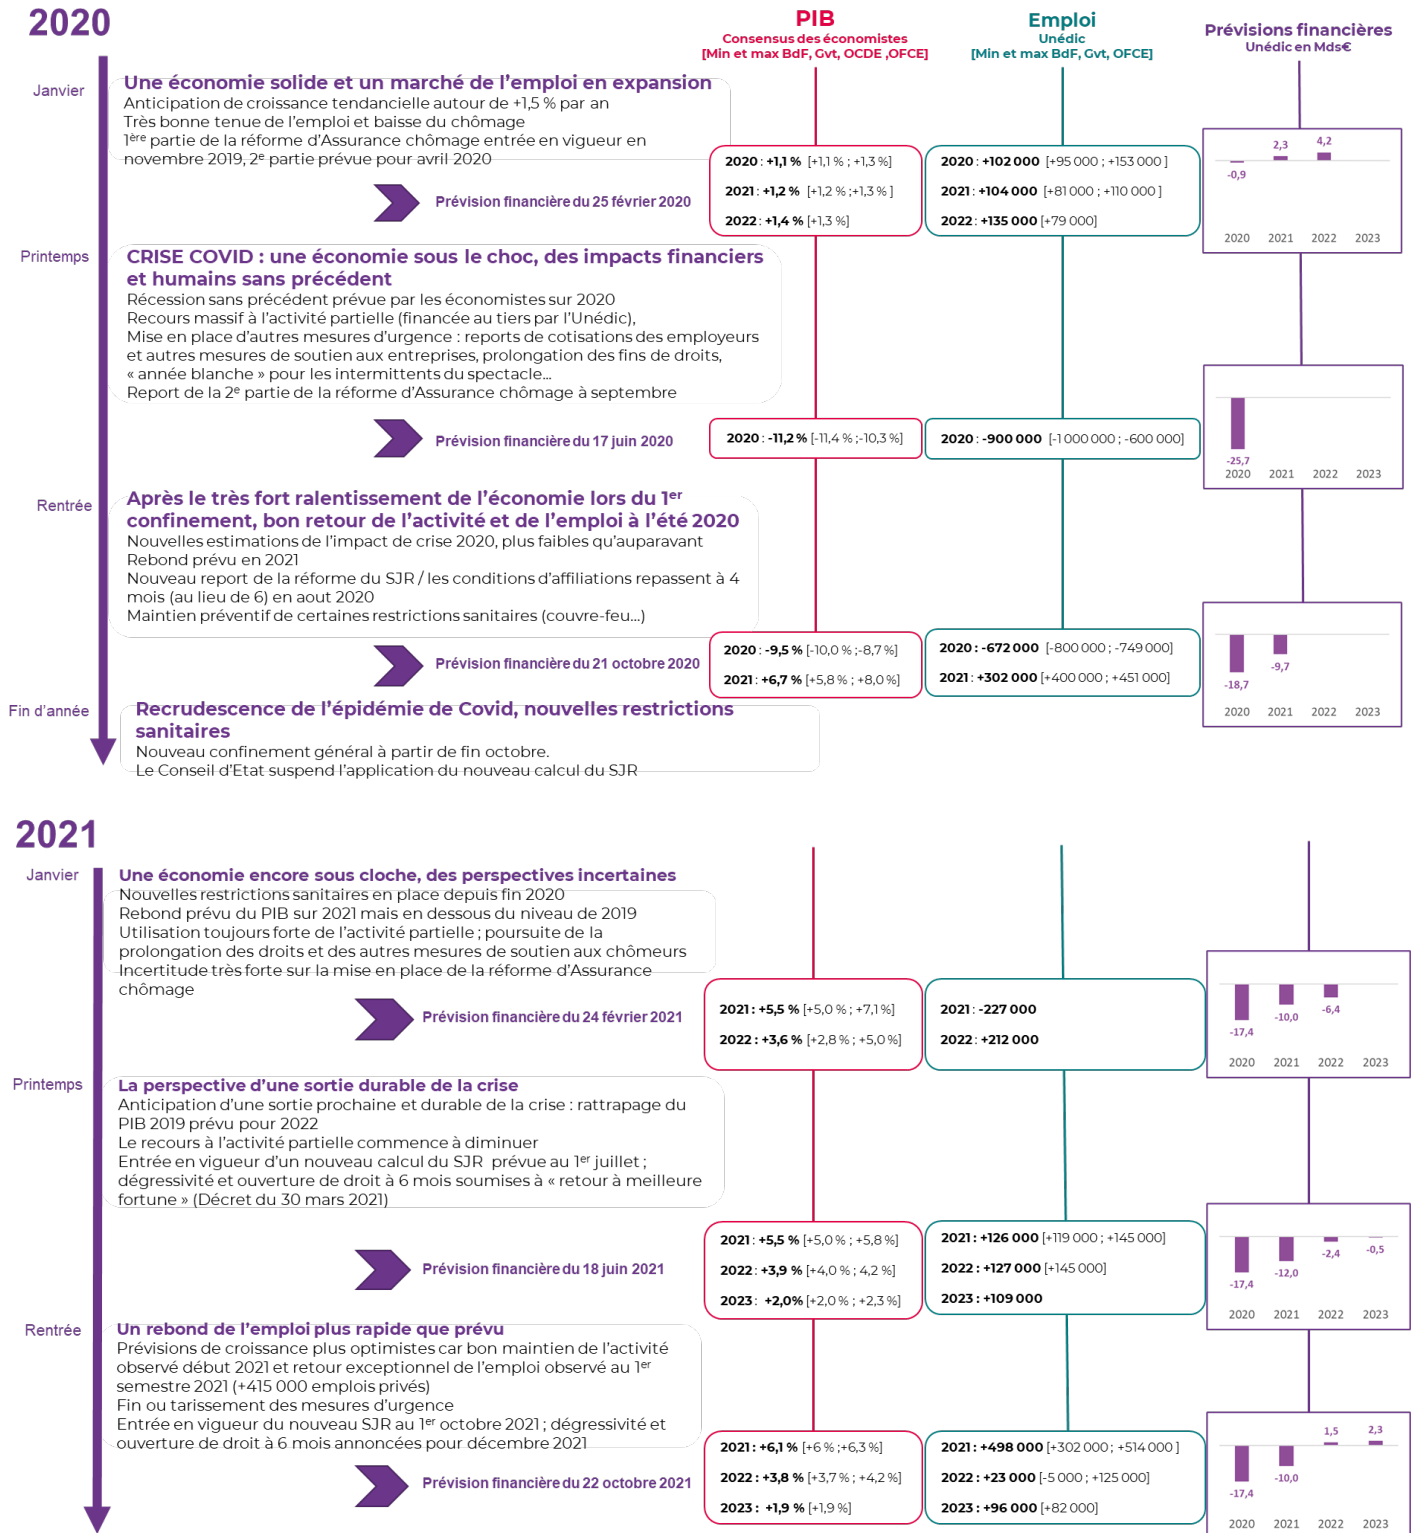 2020
PIB
Consensus des économistes
[Min et max BdF, Gvt, OCDE ,OFCE]
Emploi
Unédic
[Min et max BdF, Gvt, OFCE]
Prévisions financières
Unédic en Mds€
Janvier
Une économie solide et un marché de l’emploi en expansion
Anticipation de croissance tendancielle autour de +1,5 % par an
Très bonne tenue de l’emploi et baisse du chômage
1ère partie de la réforme d’Assurance chômage entrée en vigueur en
novembre 2019, 2e partie prévue pour avril 2020
Prévision financière du 25 février 2020
2020 : +1,1 % [+1,1 % ; +1,3 %]
2021 : +1,2 % [+1,2 % ;+1,3 % ]
2022 : +1,4 % [+1,3 %]
2020 : +102 000 [+95 000 ; +153 000 ]
2021 : +104 000 [+81 000 ; +110 000 ]
2022 : +135 000 [+79 000]
-0,9
2,3
4,2
2020 2021 2022 2023
Printemps
CRISE COVID : une économie sous le choc, des impacts financiers
et humains sans précédent
Récession sans précédent prévue par les économistes sur 2020
Recours massif à l’activité partielle (financée au tiers par l’Unédic),
Mise en place d’autres mesures d’urgence : reports de cotisations des employeurs
et autres mesures de soutien aux entreprises, prolongation des fins de droits,
« année blanche » pour les intermittents du spectacle...
Report de la 2e partie de la réforme d’Assurance chômage à septembre
Prévision financière du 17 juin 2020
2020 : -11,2 % [-11,4 % ;-10,3 %]
2020 : -900 000 [-1 000 000 ; -600 000]
-25,7
2020 2021 2022 2023
Rentrée
Après le très fort ralentissement de l’économie lors du 1er
confinement, bon retour de l’activité et de l’emploi à l’été 2020
Nouvelles estimations de l’impact de crise 2020, plus faibles qu’auparavant
Rebond prévu en 2021
Nouveau report de la réforme du SJR / les conditions d’affiliations repassent à 4
mois (au lieu de 6) en aout 2020
Maintien préventif de certaines restrictions sanitaires (couvre-feu...)
Prévision financière du 21 octobre 2020
2020 : -9,5 % [-10,0 % ;-8,7 %]
2021 : +6,7 % [+5,8 % ; +8,0 %]
2020 : -672 000 [-800 000 ; -749 000]
2021 : +302 000 [+400 000 ; +451 000]
-18,7
-9,7
2020 2021 2022 2023
Fin d’année
Recrudescence de l’épidémie de Covid, nouvelles restrictions
sanitaires
Nouveau confinement général à partir de fin octobre.
Le Conseil d’Etat suspend l’application du nouveau calcul du SJR
2021
Janvier
Une économie encore sous cloche, des perspectives incertaines
Nouvelles restrictions sanitaires en place depuis fin 2020
Rebond prévu du PIB sur 2021 mais en dessous du niveau de 2019
Utilisation toujours forte de l’activité partielle ; poursuite de la
prolongation des droits et des autres mesures de soutien aux chômeurs
Incertitude très forte sur la mise en place de la réforme d’Assurance
chômage
Prévision financière du 24 février 2021
2021 : +5,5 % [+5,0 % ; +7,1 %]
2022 : +3,6 % [+2,8 % ; +5,0 %]
2021 : -227 000
2022 : +212 000
-17,4
-10,0
-6,4
2020 2021 2022 2023
Printemps
La perspective d’une sortie durable de la crise
Anticipation d’une sortie prochaine et durable de la crise : rattrapage du
PIB 2019 prévu pour 2022
Le recours à l’activité partielle commence à diminuer
Entrée en vigueur d’un nouveau calcul du SJR prévue au 1er juillet ;
dégressivité et ouverture de droit à 6 mois soumises à « retour à meilleure
fortune » (Décret du 30 mars 2021)
Prévision financière du 18 juin 2021
2021 : +5,5 % [+5,0 % ; +5,8 %]
2022 : +3,9 % [+4,0 % ; 4,2 %]
2023 : +2,0% [+2,0 % ; +2,3 %]
2021 : +126 000 [+119 000 ; +145 000]
2022 : +127 000 [+145 000]
2023 : +109 000
-17,4
-12,0
-2,4
-0,5
2020 2021 2022 2023
Rentrée
Un rebond de l’emploi plus rapide que prévu
Prévisions de croissance plus optimistes car bon maintien de l’activité
observé début 2021 et retour exceptionnel de l’emploi observé au 1er
semestre 2021 (+415 000 emplois privés)
Fin ou tarissement des mesures d’urgence
Entrée en vigueur du nouveau SJR au 1er octobre 2021 ; dégressivité et
ouverture de droit à 6 mois annoncées pour décembre 2021
Prévision financière du 22 octobre 2021
2021 : +6,1 % [+6 % ;+6,3 %]
2022 : +3,8 % [+3,7 % ; +4,2 %]
2023 : +1,9 % [+1,9 %]
2021 : +498 000 [+302 000 ; +514 000 ]
2022 : +23 000 [-5 000 ; +125 000]
2023 : +96 000 [+82 000]
-17,4
-10,0
1,5
2,3
2020 2021 2022 2023